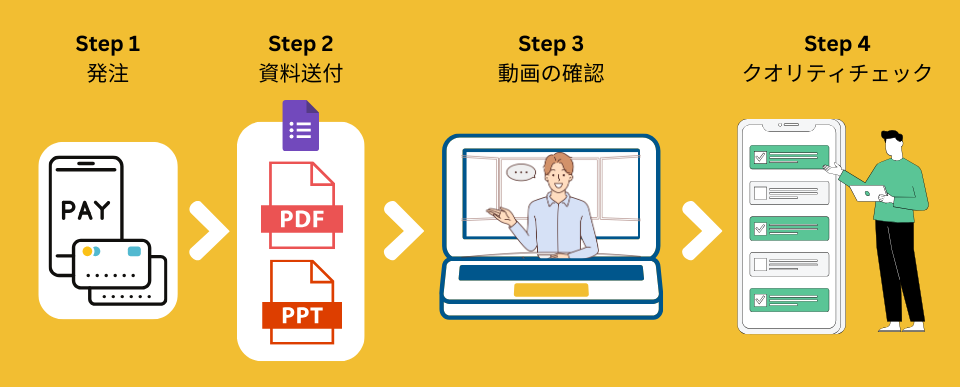 Step 1
発注
Step 2
資料送付
Step 3
動画の確認
Step 4
クオリティチェック
PAY
PDF
PPT